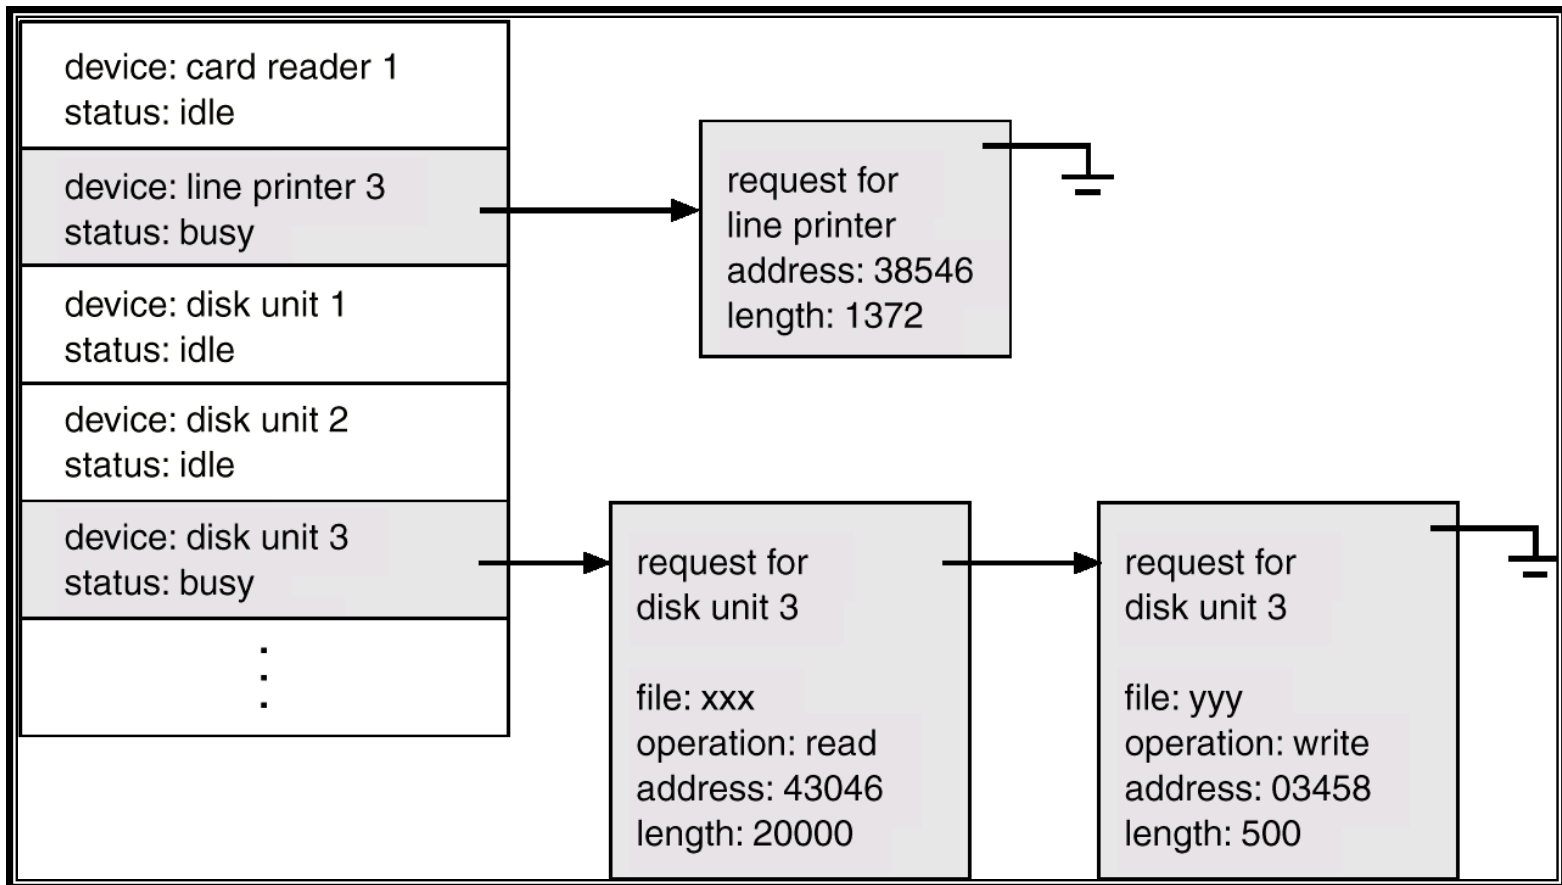 device: card reader 1
status: idle
device: line printer 3
status: busy
device: disk unit 1
status: idle
device: disk unit 2
status: idle
device: disk unit 3
status: busy
request for
line printer
address: 38546
length: 1372
request for
disk unit 3
file: xxx
operation: read
address: 43046
length: 20000
request for
disk unit 3
file: yyy
operation: write
address: 03458
length: 500